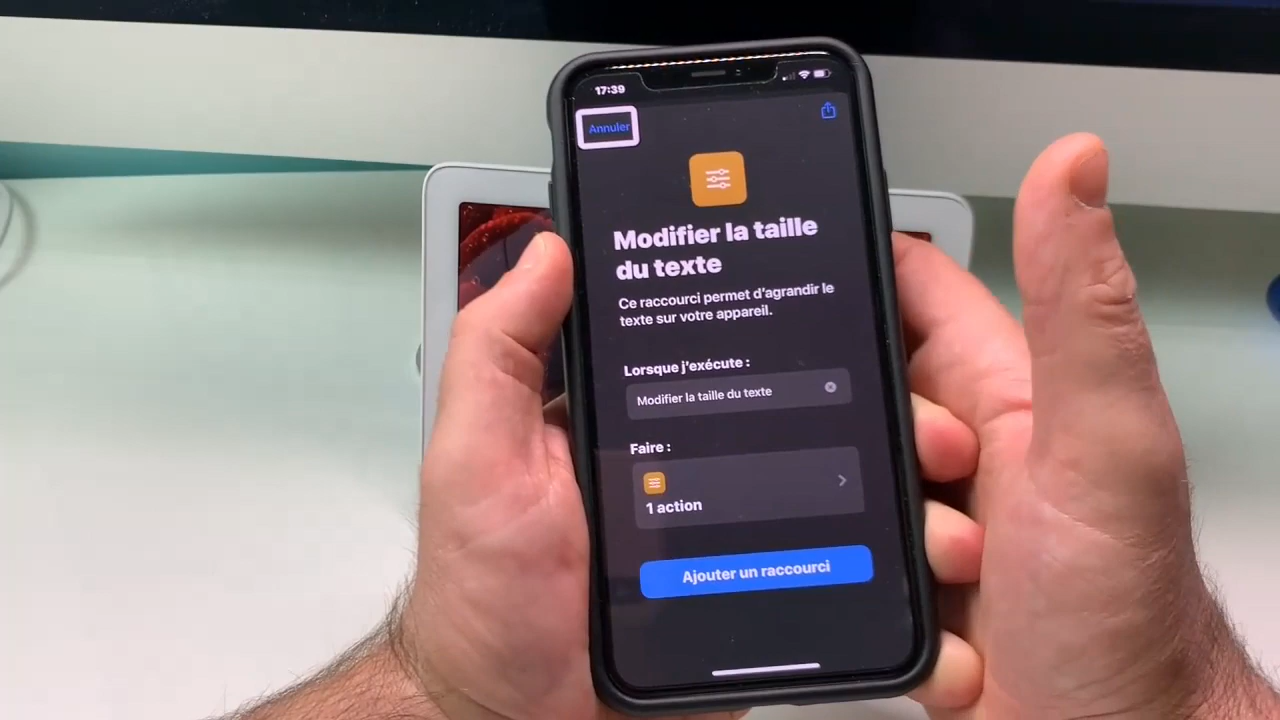 17:39
Annuler
Modifier la taille
du texte
Ce raccourci permet d'agrandir le
texte sur votre appareil.
Lorsque j'exécute :
Modifier la taille du texte
Faire :
1 action
Ajouter un raccourci